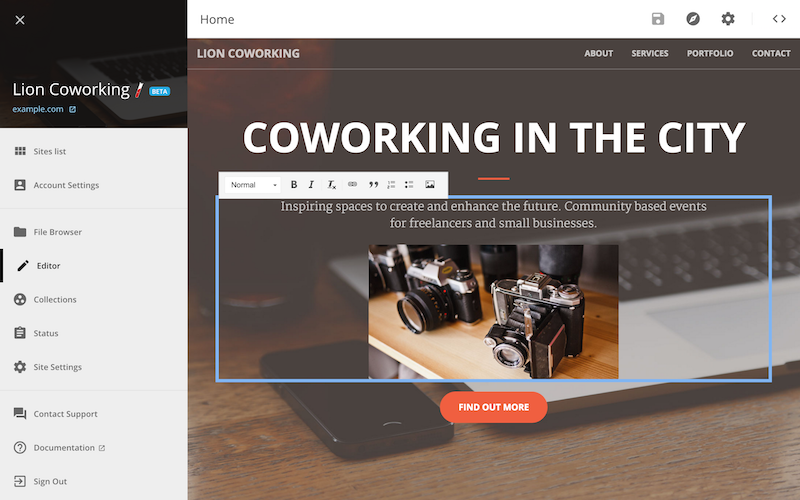 Home
Lion Coworking BETA
example.com
Sites list
Account Settings
File Browser
Editor
Collections
Status
Site Settings
Contact Support
Documentation
Sign Out
LION COWORKING ABOUT SERVICES PORTFOLIO CONTACT
COWORKING IN THE CITY
Normal B I Tx
Inspiring spaces to create and enhance the future. Community based events
for freelancers and small businesses.
FIND OUT MORE